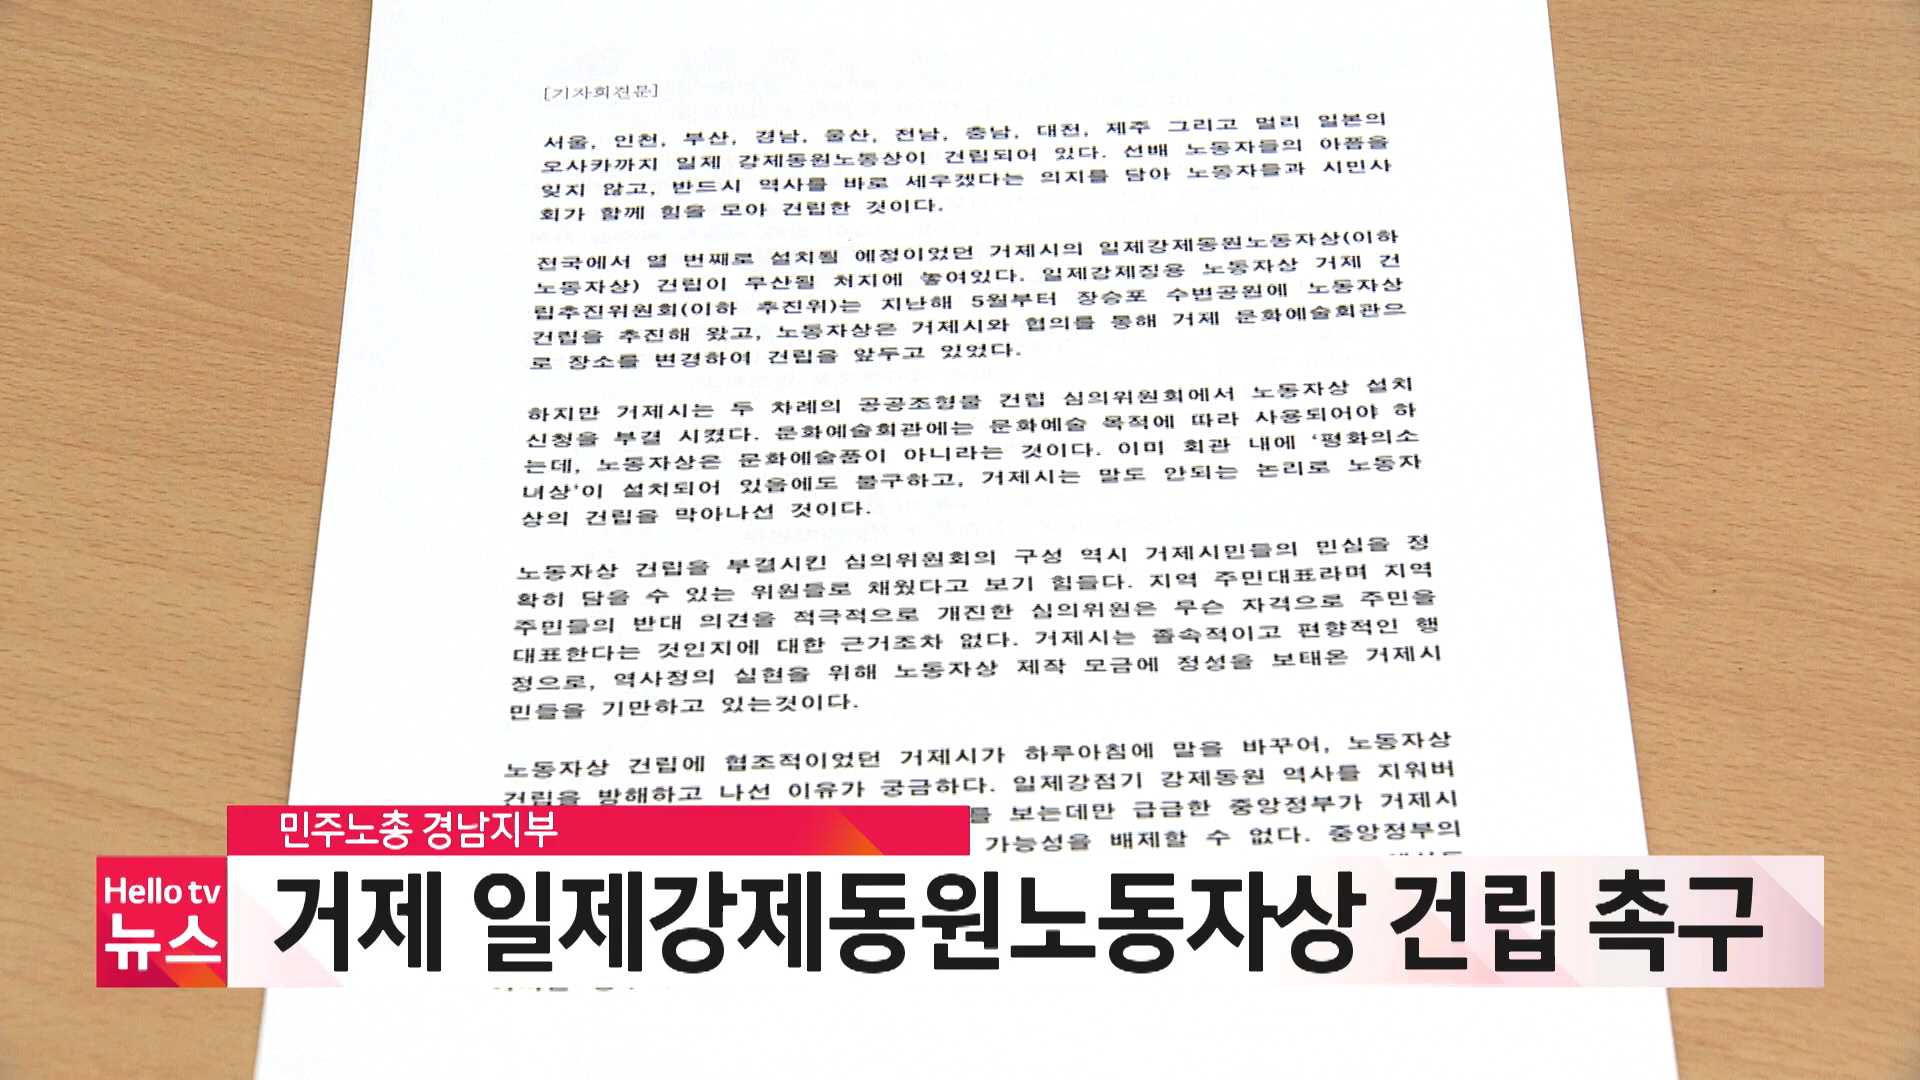 [기자회견문]
서울, 인천, 부산, 경남, 울산, 전남, 충남, 대전, 제주 그리고 멀리 일본의
오사카까지 일제 강제동원노동상이 건립되어 있다. 선배 노동자들의 아픔을
잊지 않고, 반드시 역사를 바로 세우겠다는 의지를 담아 노동자들과 시민사
회가 함께 힘을 모아 건립한 것이다.
전국에서 열 번째로 설치될 예정이었던 거제시의 일제강제동원노동자상(이하
노동자상) 건립이 무산될 처지에 놓여있다. 일제강제징용 노동자상 거제 건
립추진위원회(이하 추진위)는 지난해 5월부터 장승포 수변공원에 노동자상
건립을 추진해 왔고, 노동자상은 거제시와 협의를 통해 거제 문화예술회관으
로 장소를 변경하여 건립을 앞두고 있었다.
하지만 거제시는 두 차례의 공공조형물 건립 심의위원회에서 노동자상 설치
신청을 부결 시켰다. 문화예술회관에는 문화예술 목적에 따라 사용되어야 하
는데, 노동자상은 문화예술품이 아니라는 것이다. 이미 회관 내에 '평화의소
녀상'이 설치되어 있음에도 불구하고, 거제시는 말도 안되는 논리로 노동자
상의 건립을 막아나선 것이다.
노동자상 건립을 부결시킨 심의위원회의 구성 역시 거제시민들의 민심을 정
확히 담을 수 있는 위원들로 채웠다고 보기 힘들다. 지역 주민대표라며 지역
주민들의 반대 의견을 적극적으로 개진한 심의위원은 무슨 자격으로 주민을
대표한다는 것인지에 대한 근거조차 없다. 거제시는 졸속적이고 편향적인 행
정으로, 역사정의 실현을 위해 노동자상 제작 모금에 정성을 보태온 거제시
민들을 기만하고 있는것이다.
노동자상 건립에 협조적이었던 거제시가 하루아침에 말을 바꾸어, 노동자상
건립을 방해하고 나선 이유가 궁금하다. 일제강점기 강제동원 역사를 지워버
를 보는데만 급급한 중앙정부가 거제시
가능성을 배제할 수 없다. 중앙정부의
민주노총 경남지부
Hello tv
뉴스
거제 일제강제동원노동자상 건립 촉구